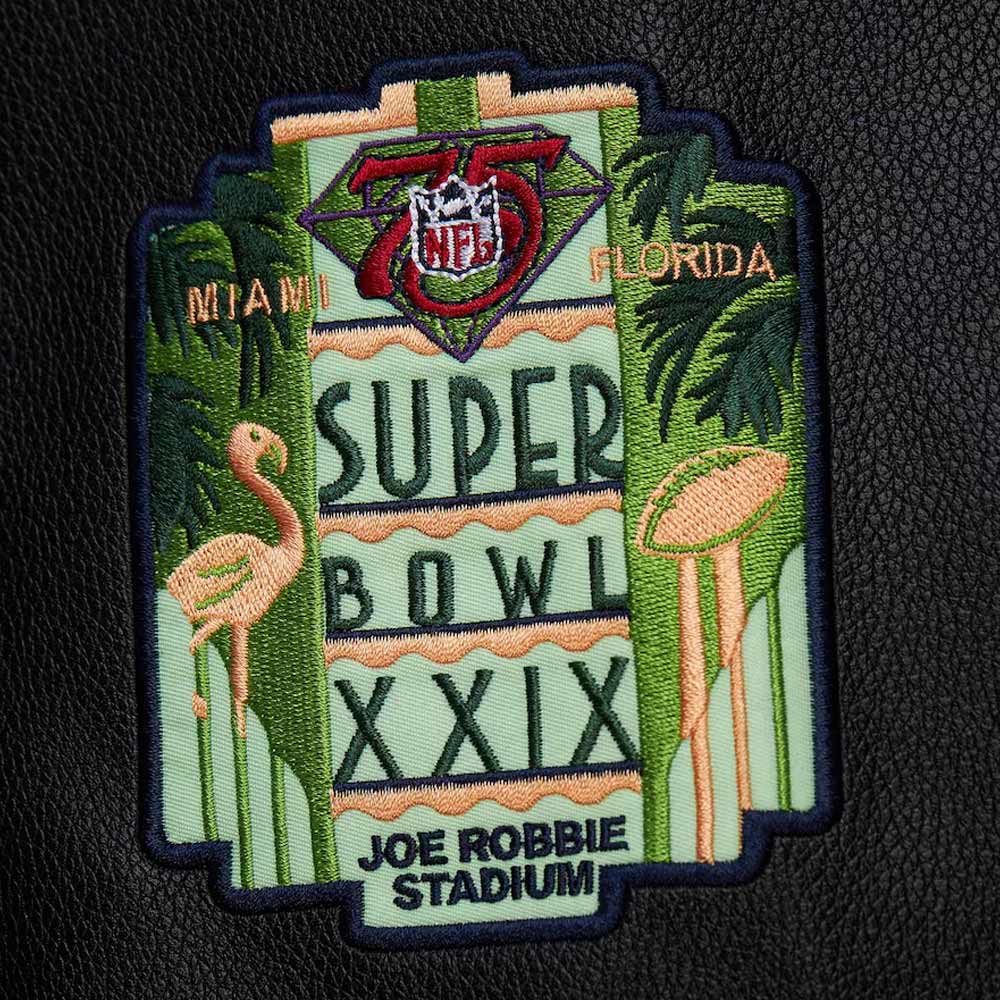 75
NFL
MIAMI FLORIDA
SUPER
BOWL
XXIX
JOE ROBBIE
STADIUM